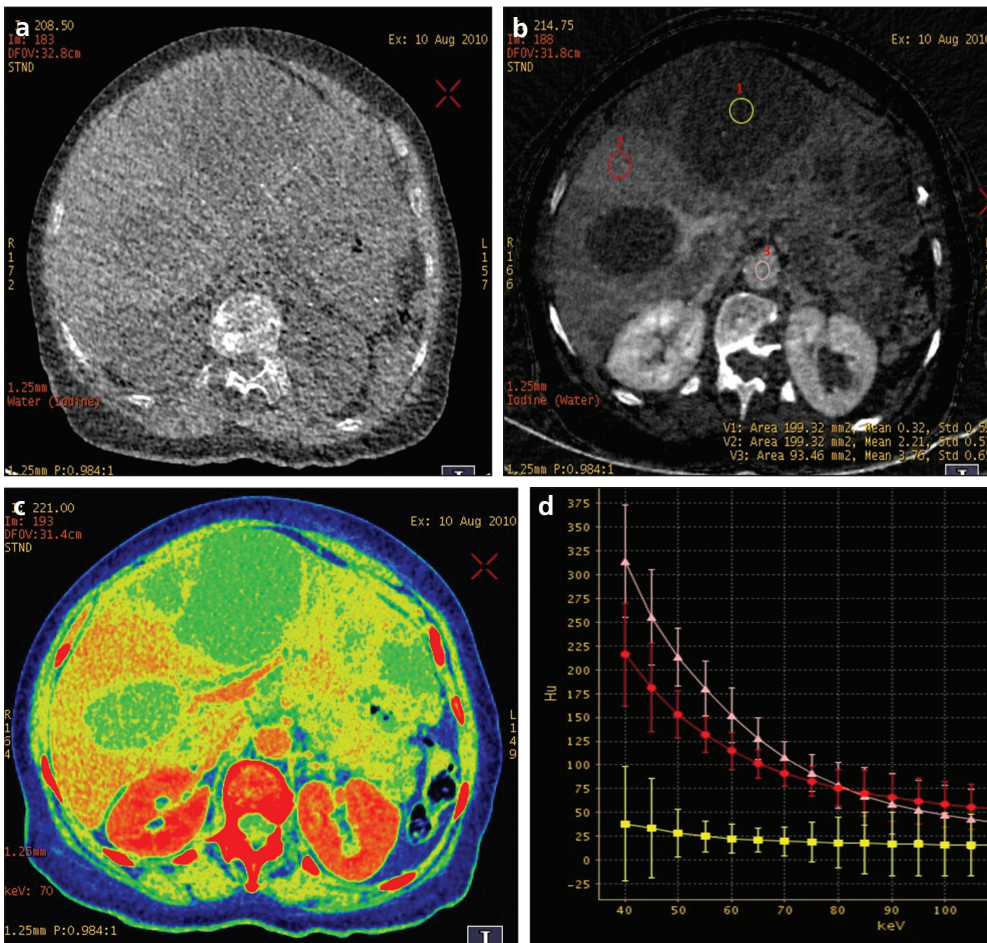 a
I: 208.50
Im: 183
DFOV:32.8cm
STND
Ex: 10 Aug 2010
R
1
7
2
L
1
5
7
1.25mm
Water (Iodine)
1.25mm P:0.984:1
b
214.75
Im: 188
DFOV:31.8cm
STND
Ex: 10 Aug 2010
1
2
3
R
1
6
6
1.25mm
Iodine (Water)
V1: Area 199.32 mm2, Mean 0.32, Std
V2: Area 199.32 mm2, Mean 2.21, Std
V3: Area 93.46 mm2, Mean 3.76, Std
1.25mm P:0.984:1
c
221.00
Im: 193
DFOV:31.4cm
STND
Ex: 10 Aug 2010
R
1
6
4
L
1
4
9
1.25mm
keV: 70
1.25mm P:0.984:1
d
375
350
325
300
275
250
225
200
175
150
125
100
75
50
25
0
-25
Hu
40
50
60
70
80
90
100
KeV